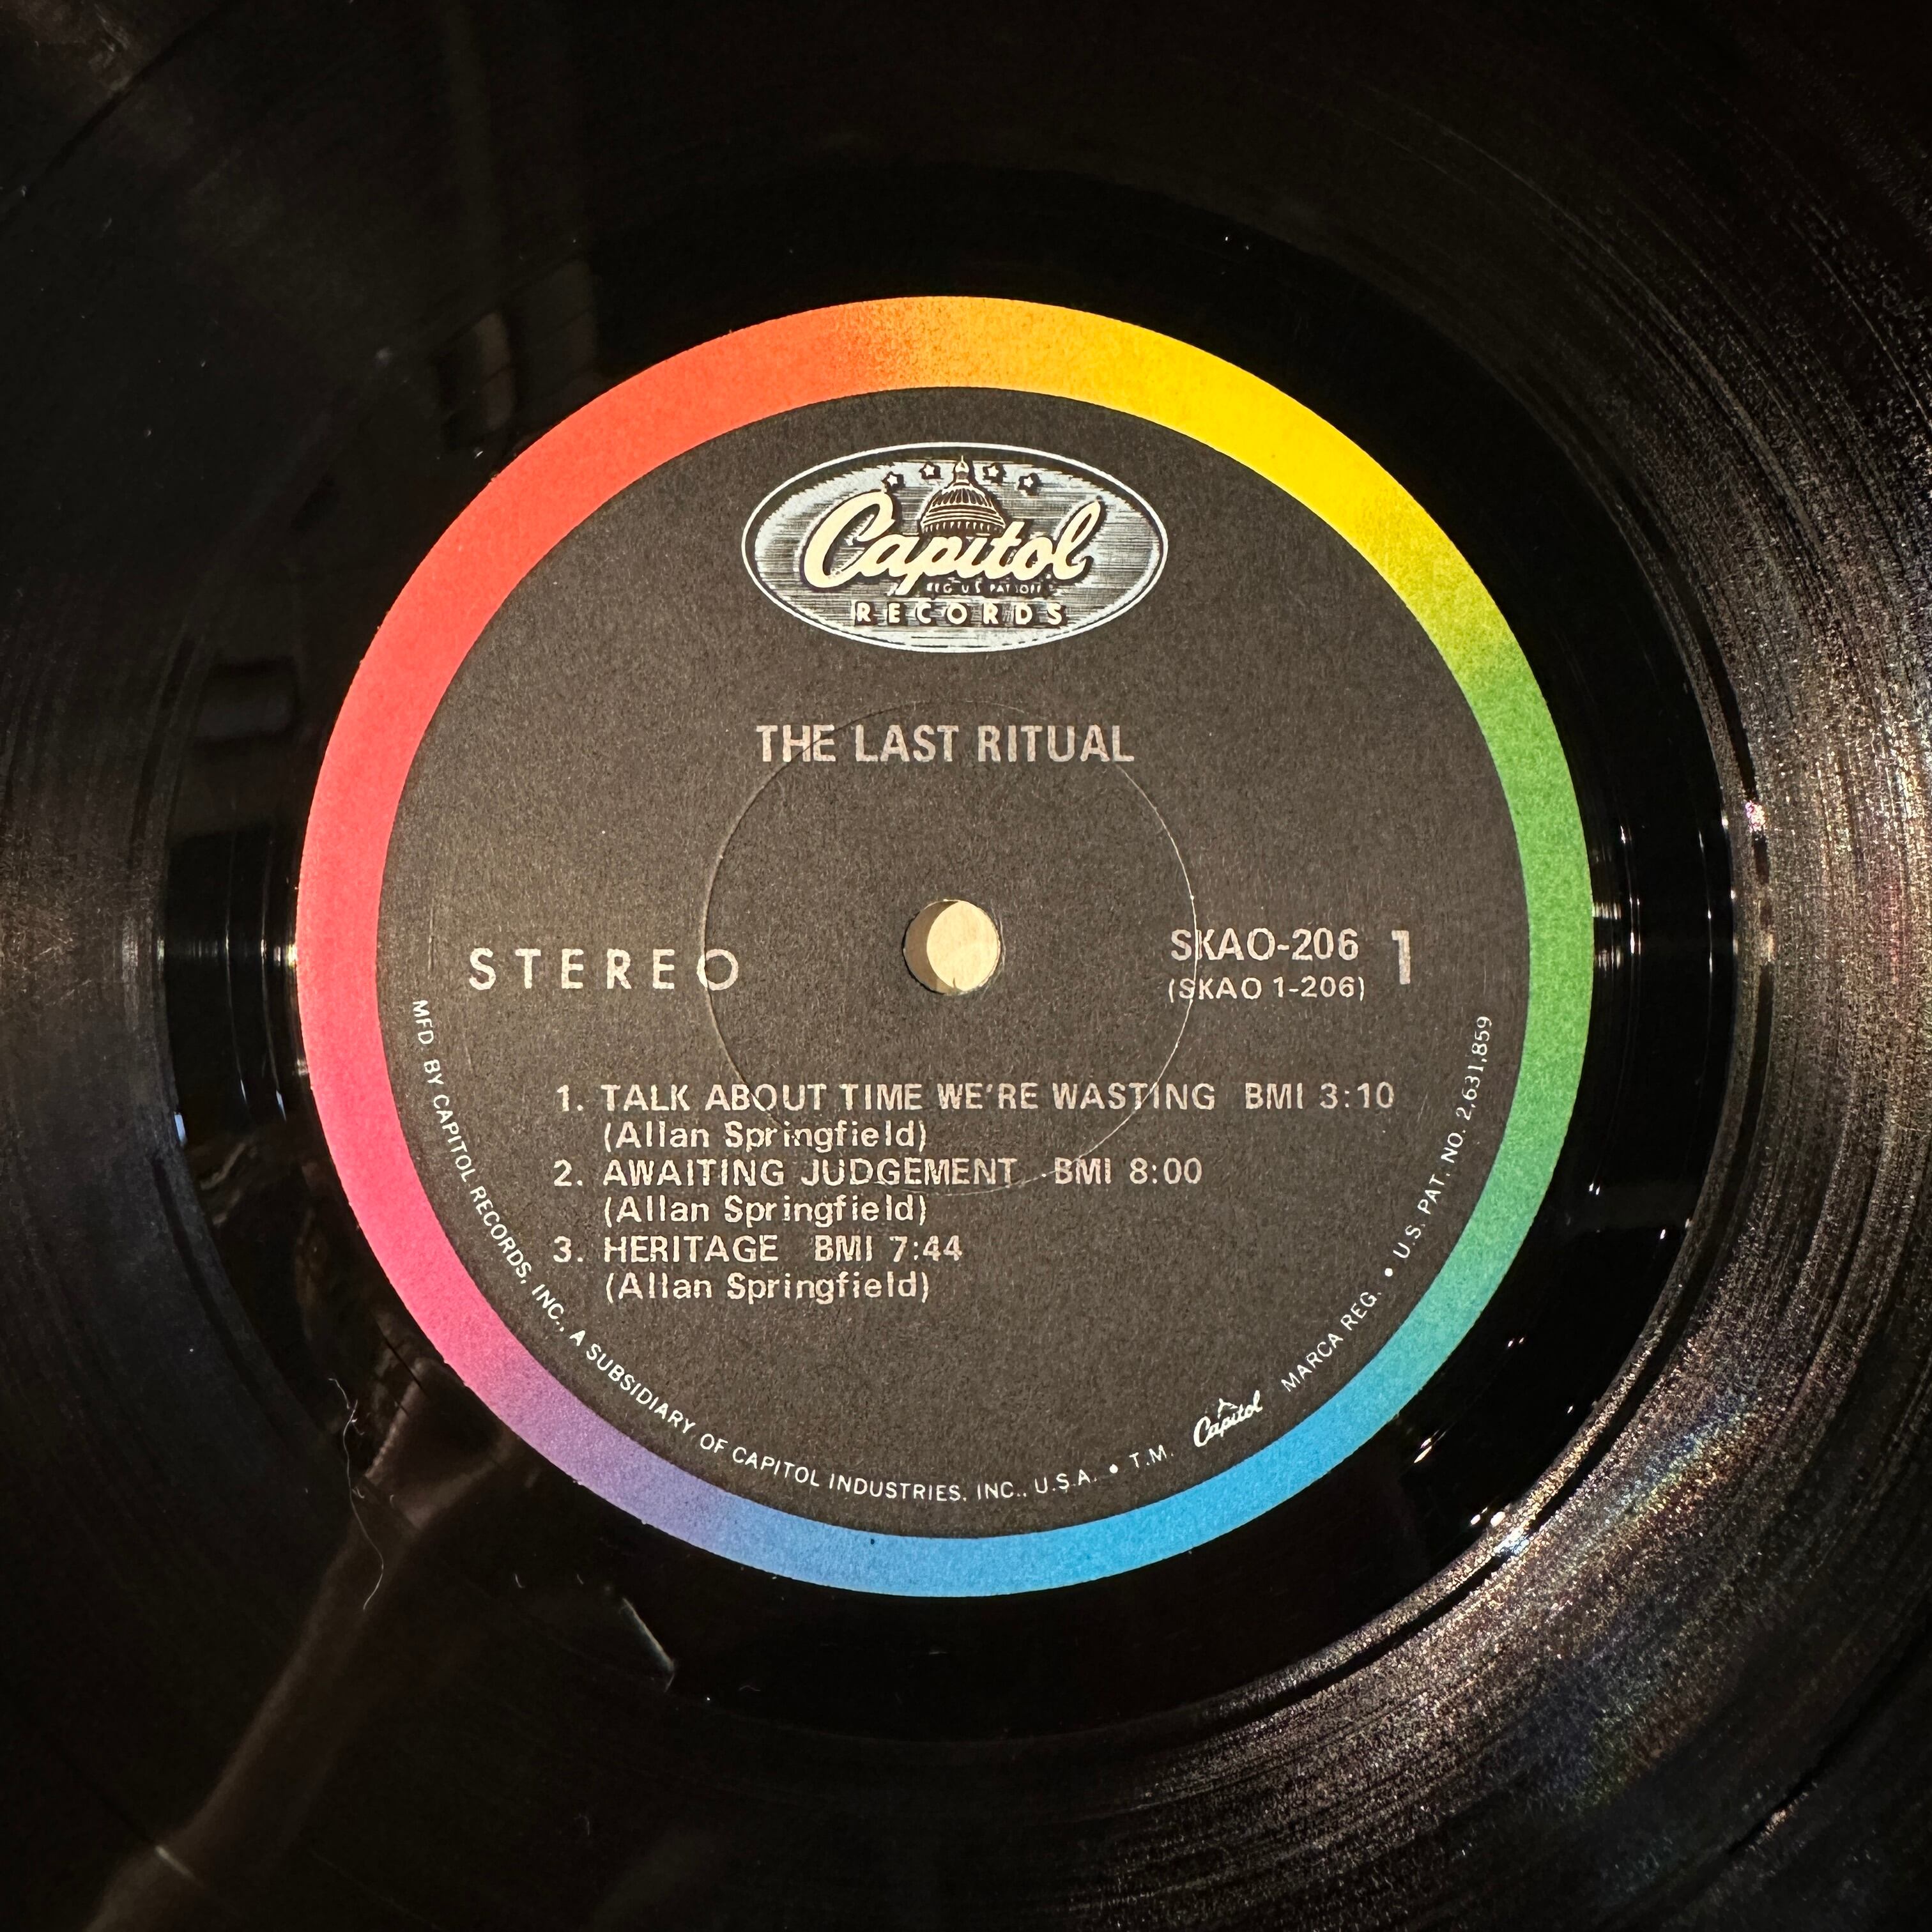 Capitol
REG. U.S. PAT. OFF.
RECORDS
THE LAST RITUAL
STEREO
SKAO-206 1
(SKAO 1-206)
1. TALK ABOUT TIME WE'RE WASTING BMI 3:10
(Allan Springfield)
2. AWAITING JUDGEMENT BMI 8:00
(Allan Springfield)
3. HERITAGE BMI 7:44
(Allan Springfield)
MFD. BY CAPITOL RECORDS, INC., A SUBSIDIARY OF CAPITOL INDUSTRIES, INC., U.S.A. • T.M. Capitol MARCA REG. • U.S. PAT. NO. 2,631,859